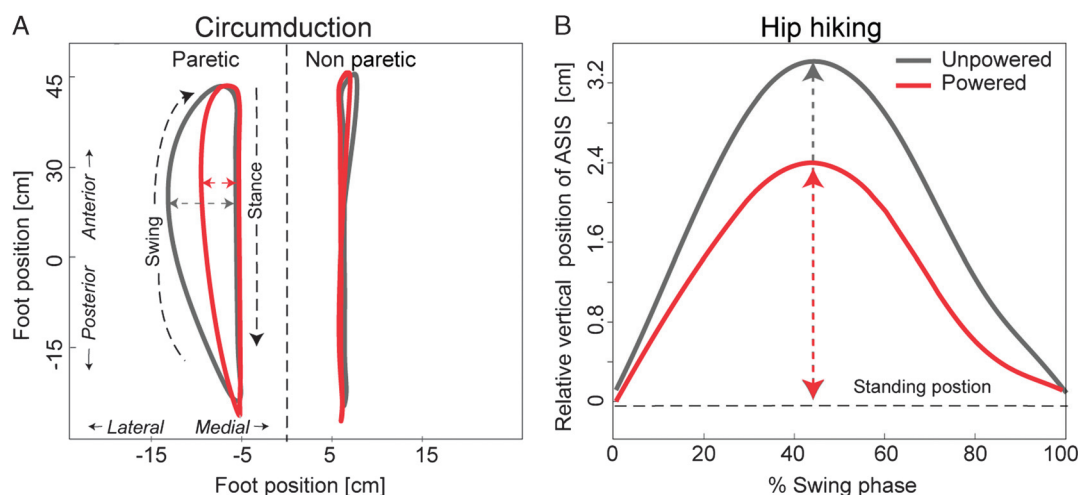 A
Circumduction
Paretic
Non paretic
Foot position [cm]
Posterior
Anterior
45
30
15
0
-15
Swing
Stance
Lateral
Medial
-15
-5
5
15
Foot position [cm]
B
Hip hiking
Unpowered
Powered
Relative vertical position of ASIS [cm]
3.2
2.4
1.6
0.8
0
Standing postion
0
20
40
60
80
100
% Swing phase